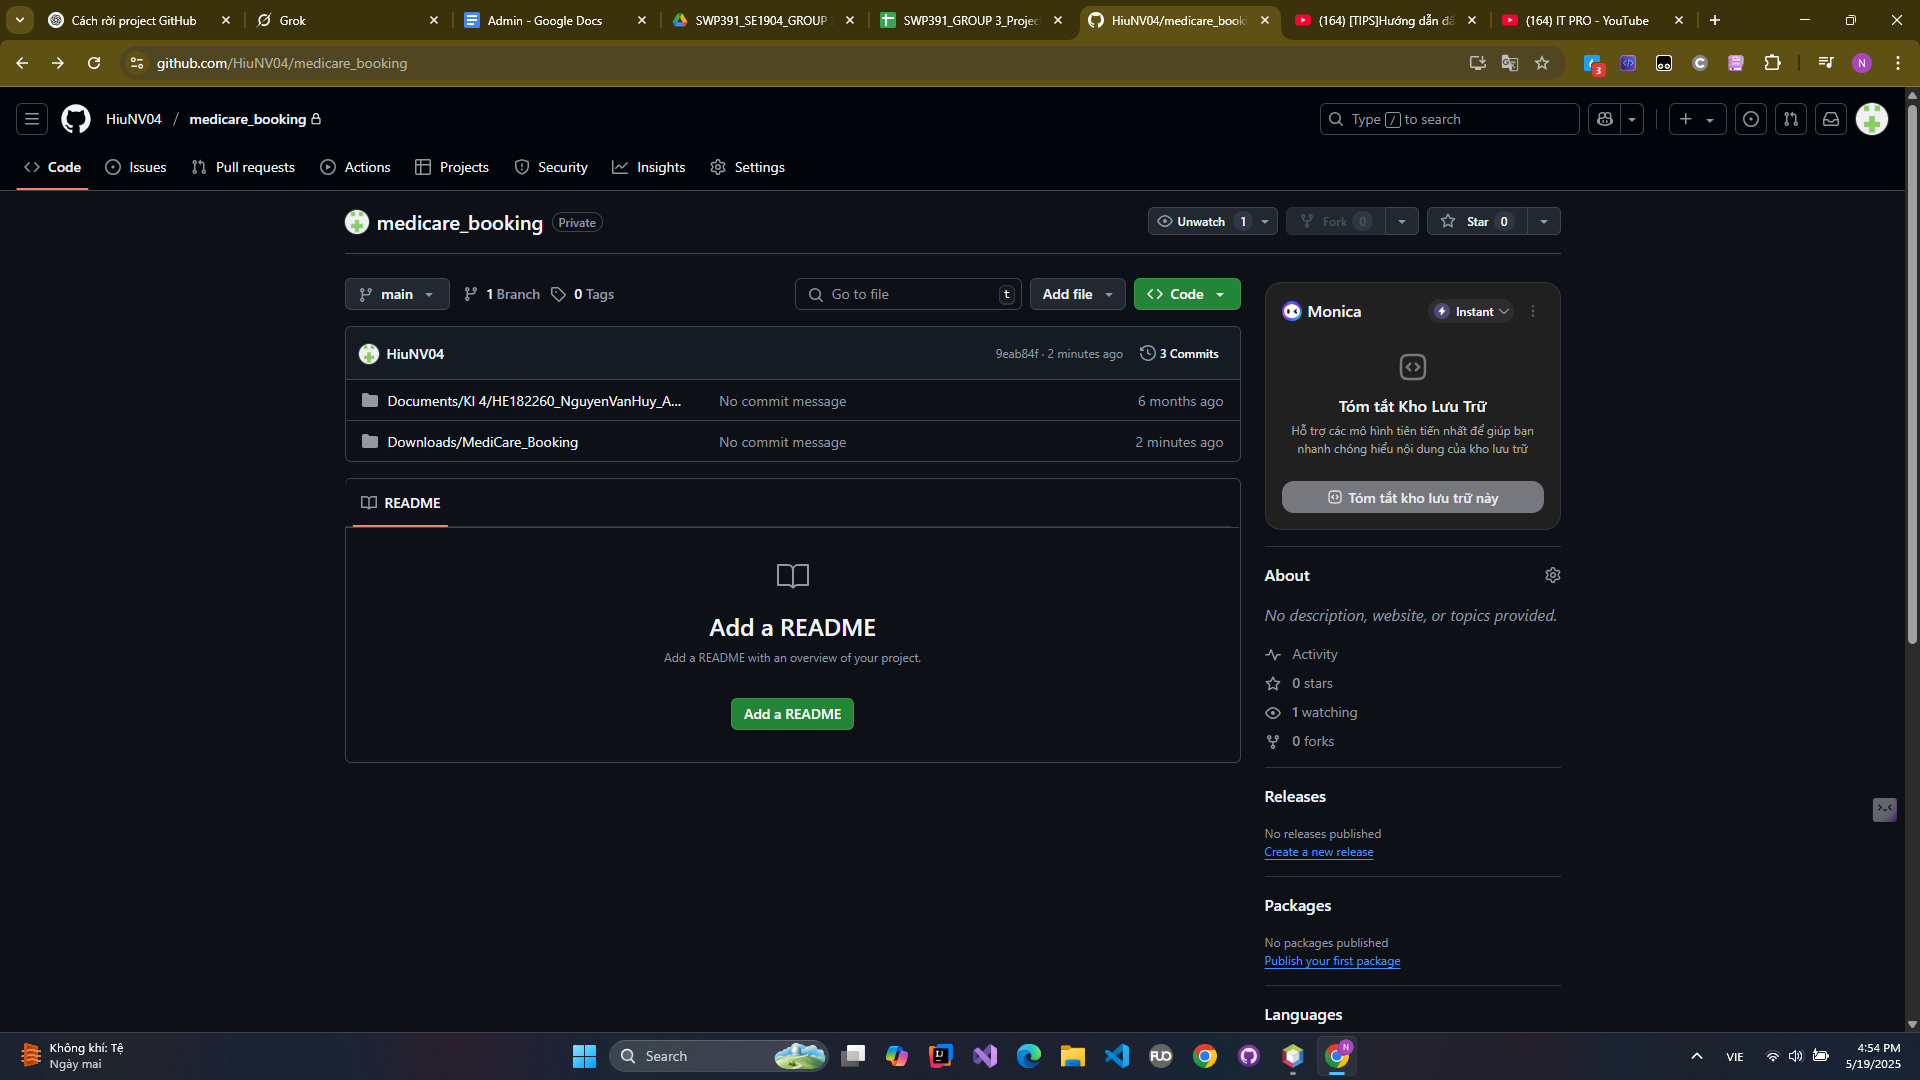 Cách rời project GitHub
Grok
Admin - Google Docs
SWP391_SE1904_GROUP
SWP391_GROUP 3_Projec
HiuNV04/medicare_booki
(164) [TIPS]Hướng dẫn đ
(164) IT PRO - YouTube
github.com/HiuNV04/medicare_booking
3
N
HiuNV04 / medicare_booking
Type / to search
Code
Issues
Pull requests
Actions
Projects
Security
Insights
Settings
medicare_booking Private
Unwatch 1
Fork 0
Star 0
main
1 Branch
0 Tags
Go to file t
Add file
Code
HiuNV04
9eab84f · 2 minutes ago
3 Commits
Documents/KI 4/HE182260_NguyenVanHuy_A...
No commit message
6 months ago
Downloads/MediCare_Booking
No commit message
2 minutes ago
README
Add a README
Add a README with an overview of your project.
Add a README
Monica
Instant
Tóm tắt Kho Lưu Trữ
Hỗ trợ các mô hình tiên tiến nhất để giúp bạn
nhanh chóng hiểu nội dung của kho lưu trữ
Tóm tắt kho lưu trữ này
About
No description, website, or topics provided.
Activity
0 stars
1 watching
0 forks
Releases
No releases published
Create a new release
Packages
No packages published
Publish your first package
Languages
Không khí: Tệ
Ngày mai
Search
VIE
4:54 PM
5/19/2025